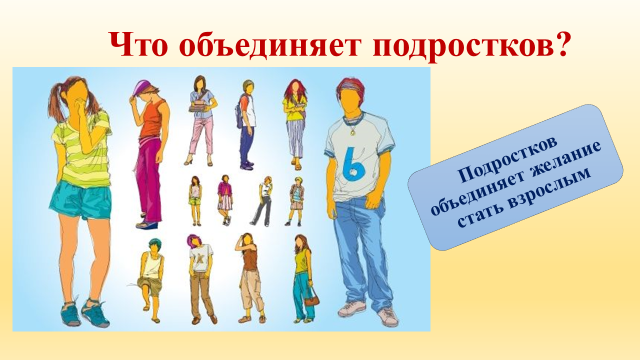 Что объединяет подростков?
Подростков
объединяет желание
стать взрослым
6